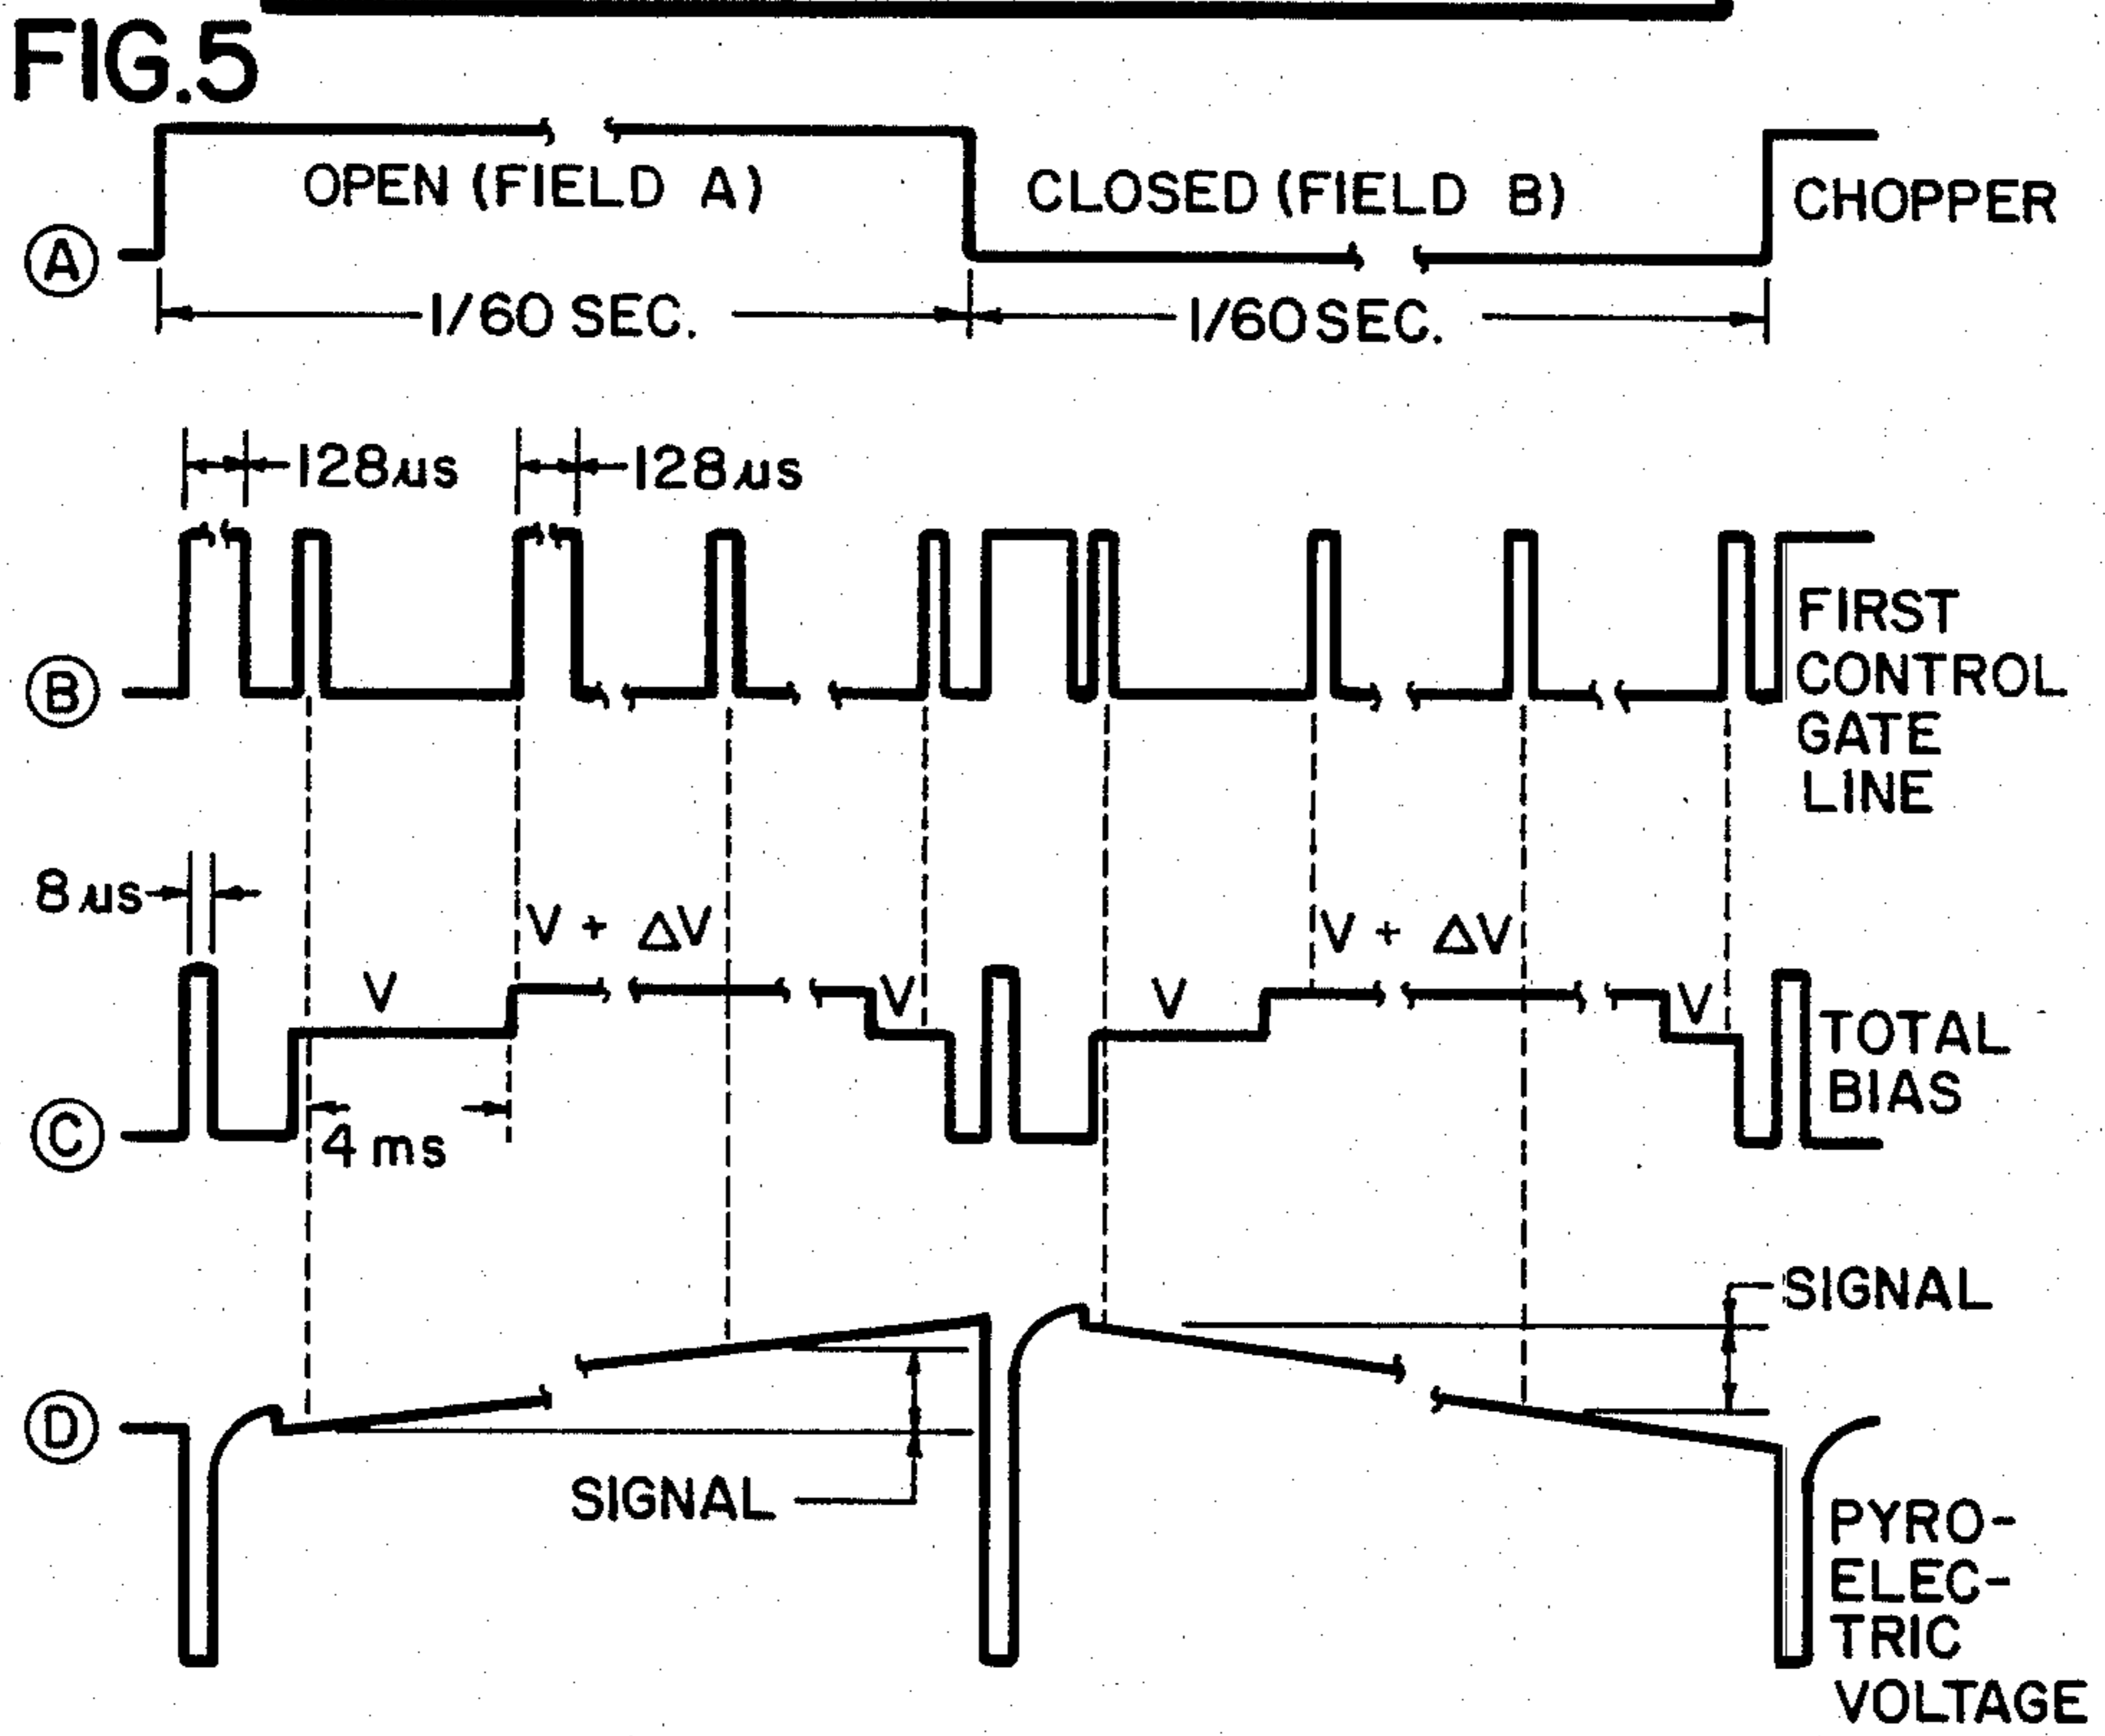 FIG.5
OPEN (FIELD A)
CLOSED (FIELD B)
CHOPPER
A
1/60 SEC.
1/60 SEC.
128µs
128µs
B
FIRST
CONTROL
GATE
LINE
8µs
V + ΔV
V + ΔV
V
V
V
V
TOTAL
BIAS
C
4 ms
SIGNAL
D
SIGNAL
PYRO-
ELEC-
TRIC
VOLTAGE